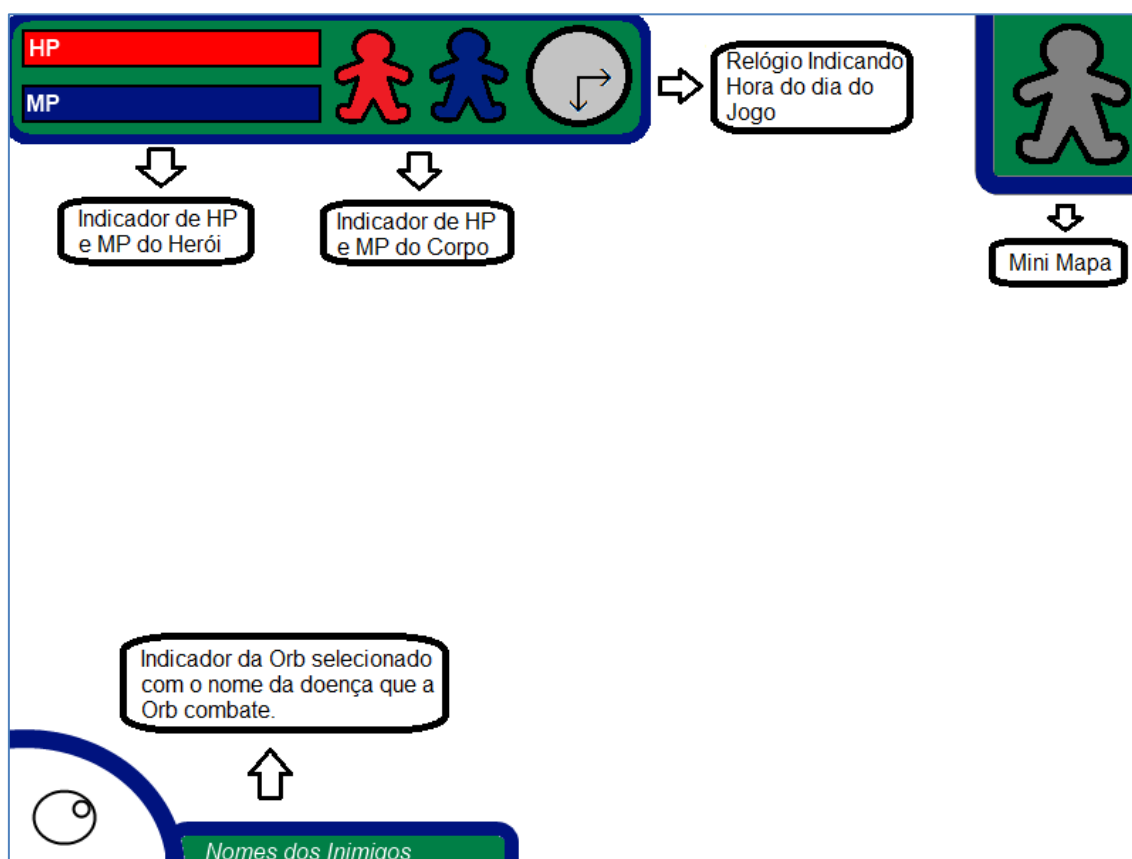 HP
MP
Relógio Indicando
Hora do dia do
Jogo
Indicador de HP
e MP do Herói
Indicador de HP
e MP do Corpo
Mini Mapa
Indicador da Orb selecionado
com o nome da doença que a
Orb combate.
Nomes dos Inimigos